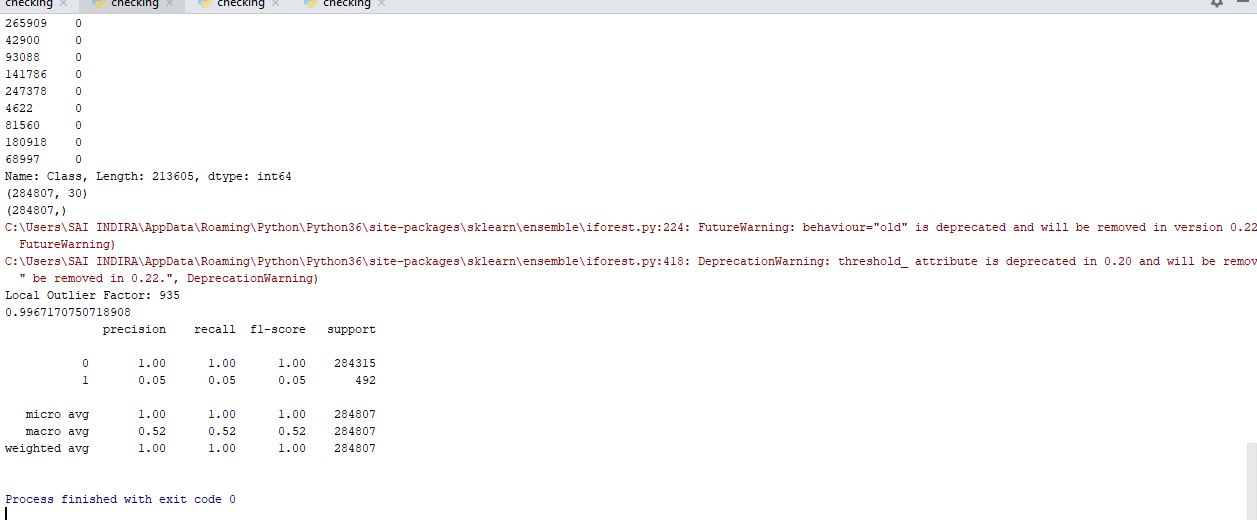 checking checking checking checking
265909 0
42900 0
93088 0
141786 0
247378 0
4622 0
81560 0
180918 0
68997 0
Name: Class, Length: 213605, dtype: int64
(284807, 30)
(284807,)
C:\Users\SAI INDIRA\AppData\Roaming\Python\Python36\site-packages\sklearn\ensemble\iforest.py:224: FutureWarning: behaviour="old" is deprecated and will be removed in version 0.22
FutureWarning)
C:\Users\SAI INDIRA\AppData\Roaming\Python\Python36\site-packages\sklearn\ensemble\iforest.py:418: DeprecationWarning: threshold_ attribute is deprecated in 0.20 and will be remov
" be removed in 0.22.", DeprecationWarning)
Local Outlier Factor: 935
0.9967170750718908
precision recall f1-score support
0 1.00 1.00 1.00 284315
1 0.05 0.05 0.05 492
micro avg 1.00 1.00 1.00 284807
macro avg 0.52 0.52 0.52 284807
weighted avg 1.00 1.00 1.00 284807
Process finished with exit code 0